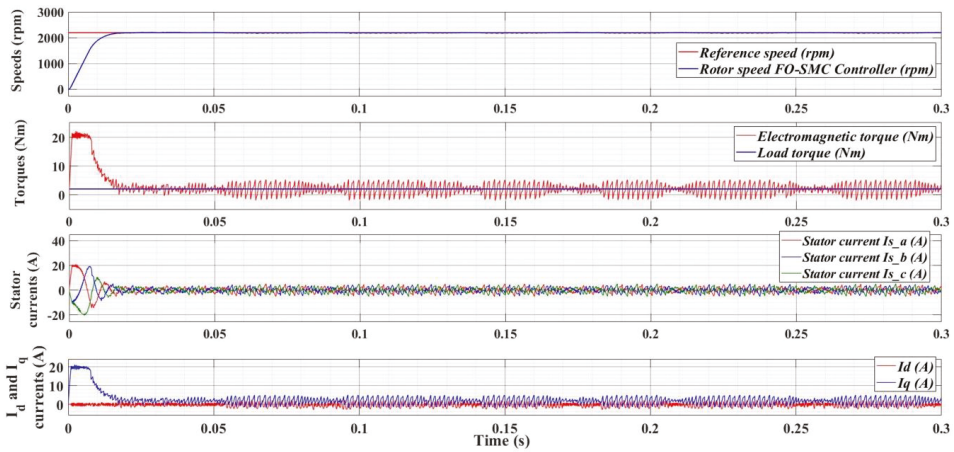 Speeds (rpm)
3000
2000
1000
0
Reference speed (rpm)
Rotor speed FO-SMC Controller (rpm)
0 0.05 0.1 0.15 0.2 0.25 0.3
Torques (Nm)
20
10
0
Electromagnetic torque (Nm)
Load torque (Nm)
0 0.05 0.1 0.15 0.2 0.25 0.3
Stator
currents (A)
40
20
0
-20
Stator current Is_a (A)
Stator current Is_b (A)
Stator current Is_c (A)
0 0.05 0.1 0.15 0.2 0.25 0.3
I_d and I_q
currrents (A)
20
10
0
Id (A)
Iq (A)
0 0.05 0.1 0.15 0.2 0.25 0.3
Time (s)